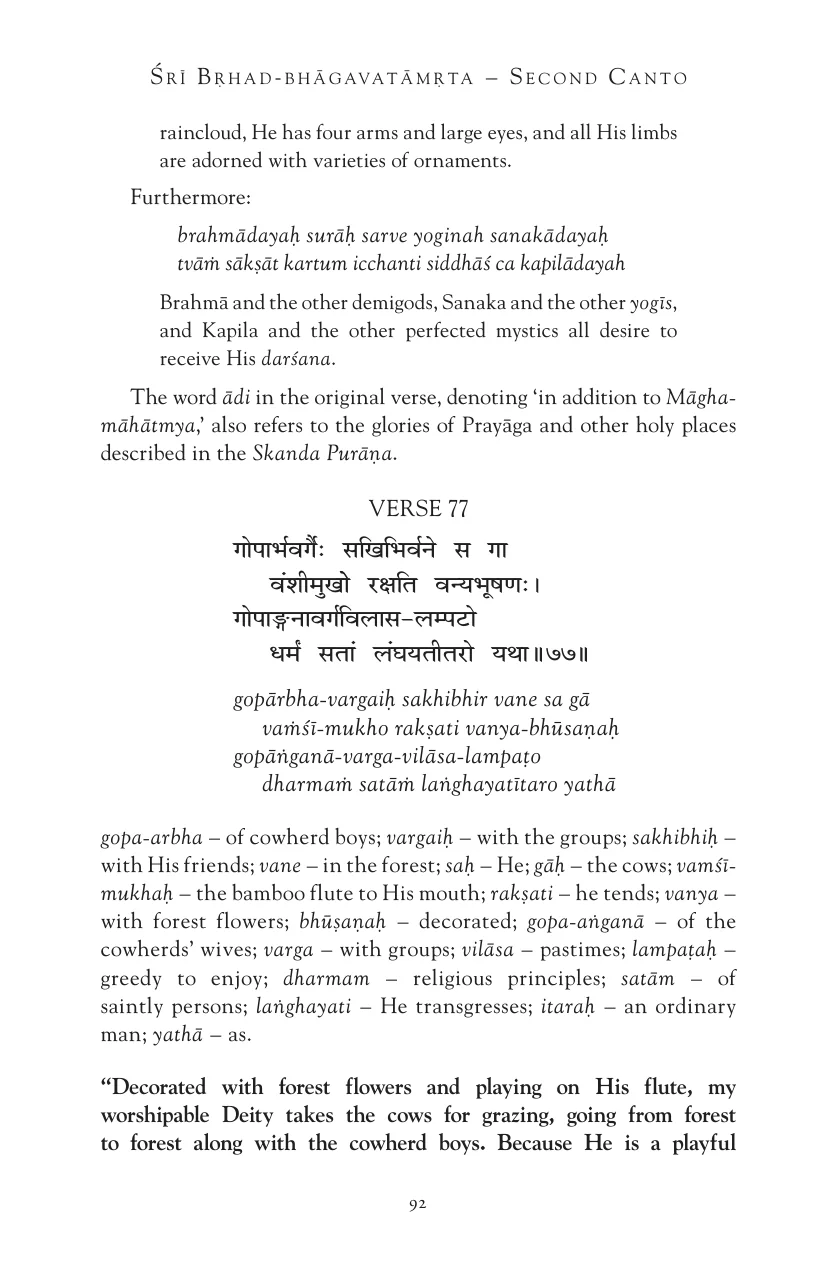 Śrī Bṛhad-bhāgavatāmṛta – Second Canto
raincloud, He has four arms and large eyes, and all His limbs
are adorned with varieties of ornaments.
Furthermore:
brahmādayaḥ surāḥ sarve yoginah sanakādayaḥ
tvāṁ sākṣāt kartum icchanti siddhāś ca kapilādayah
Brahmā and the other demigods, Sanaka and the other yogīs,
and Kapila and the other perfected mystics all desire to
receive His darśana.
The word ādi in the original verse, denoting ‘in addition to Māgha-
māhātmya,’ also refers to the glories of Prayāga and other holy places
described in the Skanda Purāṇa.
VERSE 77
गोपार्भवर्गैः सखिभिर्वने स गा
वंशीमुखो रक्षति वन्यभूषणः।
गोपाङ्गनावर्गविलास-लम्पटो
धर्मं सतां लंघयतीतरो यथा॥७७॥
gopārbha-vargaiḥ sakhibhir vane sa gā
vaṁśī-mukho rakṣati vanya-bhūsaṇaḥ
gopāṅganā-varga-vilāsa-lampaṭo
dharmaṁ satāṁ laṅghayatītaro yathā
gopa-arbha – of cowherd boys; vargaiḥ – with the groups; sakhibhiḥ –
with His friends; vane – in the forest; saḥ – He; gāḥ – the cows; vamśī-
mukhaḥ – the bamboo flute to His mouth; rakṣati – he tends; vanya –
with forest flowers; bhūṣaṇaḥ – decorated; gopa-aṅganā – of the
cowherds’ wives; varga – with groups; vilāsa – pastimes; lampaṭaḥ –
greedy to enjoy; dharmam – religious principles; satām – of
saintly persons; laṅghayati – He transgresses; itaraḥ – an ordinary
man; yathā – as.
“Decorated with forest flowers and playing on His flute, my
worshipable Deity takes the cows for grazing, going from forest
to forest along with the cowherd boys. Because He is a playful
92